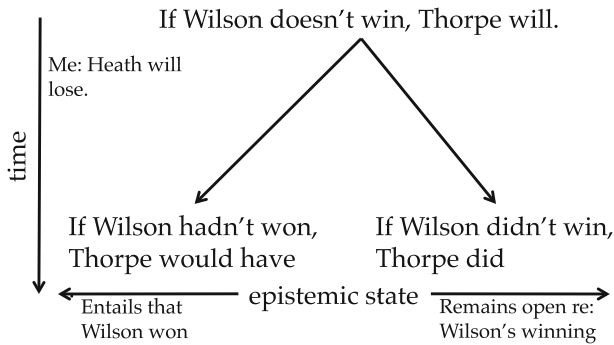 If Wilson doesn’t win, Thorpe will.
Me: Heath will
lose.
time
If Wilson hadn’t won,
Thorpe would have
If Wilson didn’t win,
Thorpe did
epistemic state
Entails that
Wilson won
Remains open re:
Wilson’s winning